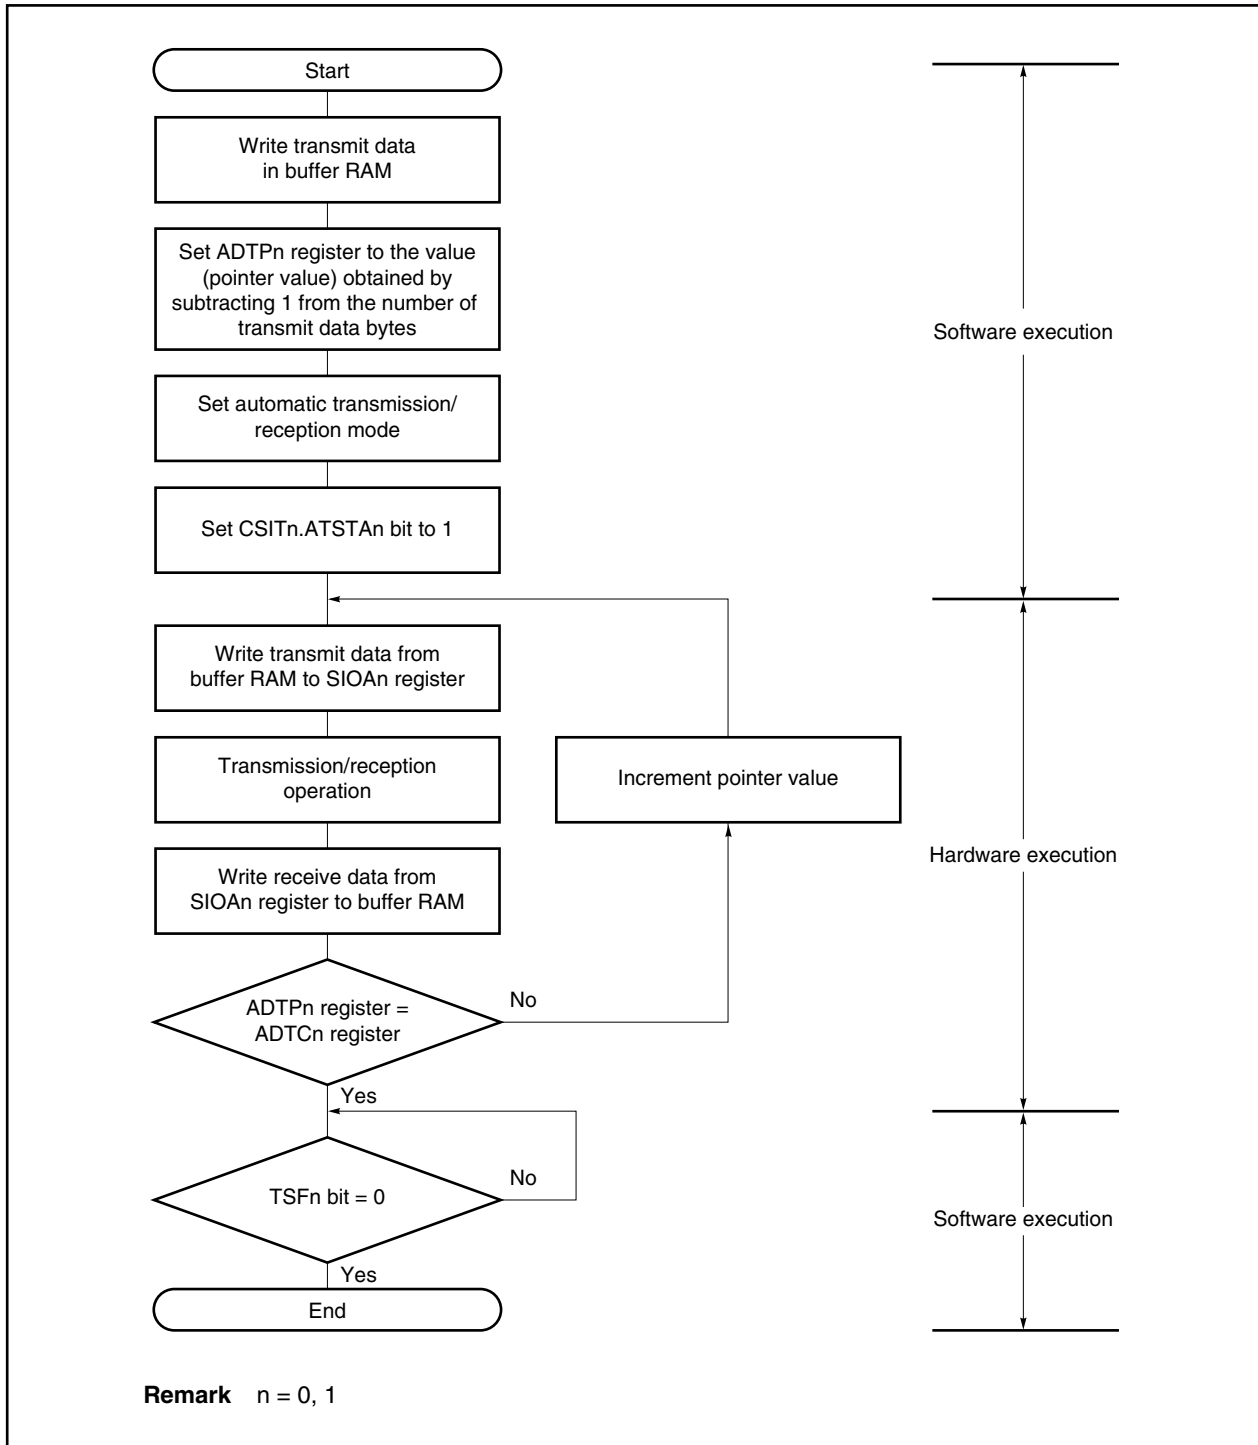 Start
Write transmit data
in buffer RAM
Set ADTPn register to the value
(pointer value) obtained by
subtracting 1 from the number of
transmit data bytes
Software execution
Set automatic transmission/
reception mode
Set CSITn.ATSTAn bit to 1
Write transmit data from
buffer RAM to SIOAn register
Transmission/reception
operation
Increment pointer value
Hardware execution
Write receive data from
SIOAn register to buffer RAM
ADTPn register =
ADTCn register
No
Yes
TSFn bit = 0
No
Software execution
Yes
End
Remark n = 0, 1